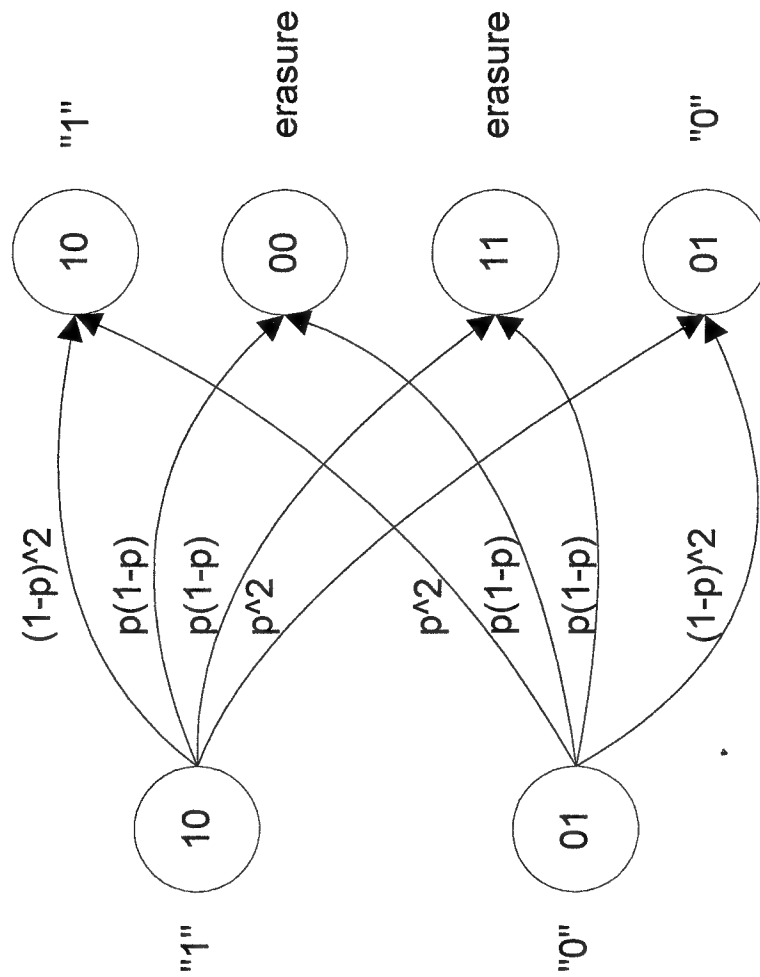 "0" "1"
01 10
(1-p)^2 p(1-p) p(1-p) p^2 p^2 p(1-p) p(1-p) (1-p)^2
01 11 00 10
"0" erasure erasure "1"